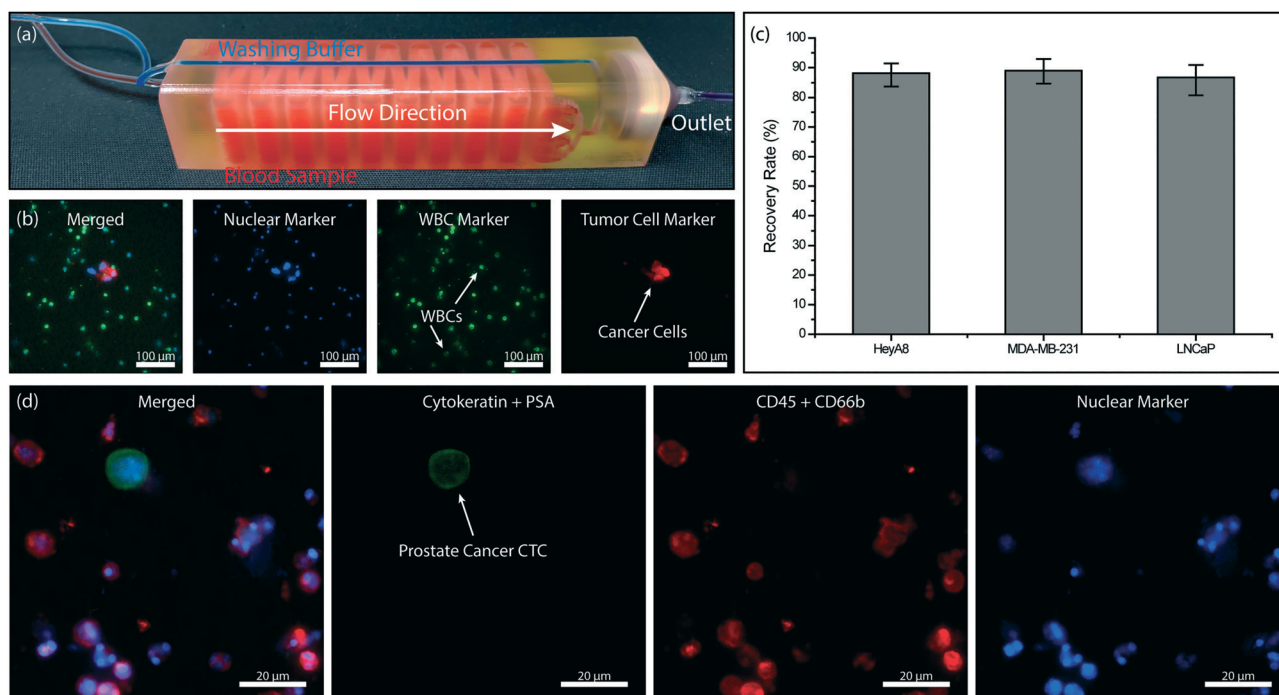 (a)
Washing Buffer
Flow Direction
Outlet
Blood Sample
(b)
Merged
Nuclear Marker
WBC Marker
Tumor Cell Marker
WBCs
Cancer Cells
100 μm
100 μm
100 μm
100 μm
(c)
100
90
80
70
60
50
40
30
20
10
0
Recovery Rate (%)
HeyA8
MDA-MB-231
LNCaP
(d)
Merged
Cytokeratin + PSA
CD45 + CD66b
Nuclear Marker
Prostate Cancer CTC
20 μm
20 μm
20 μm
20 μm